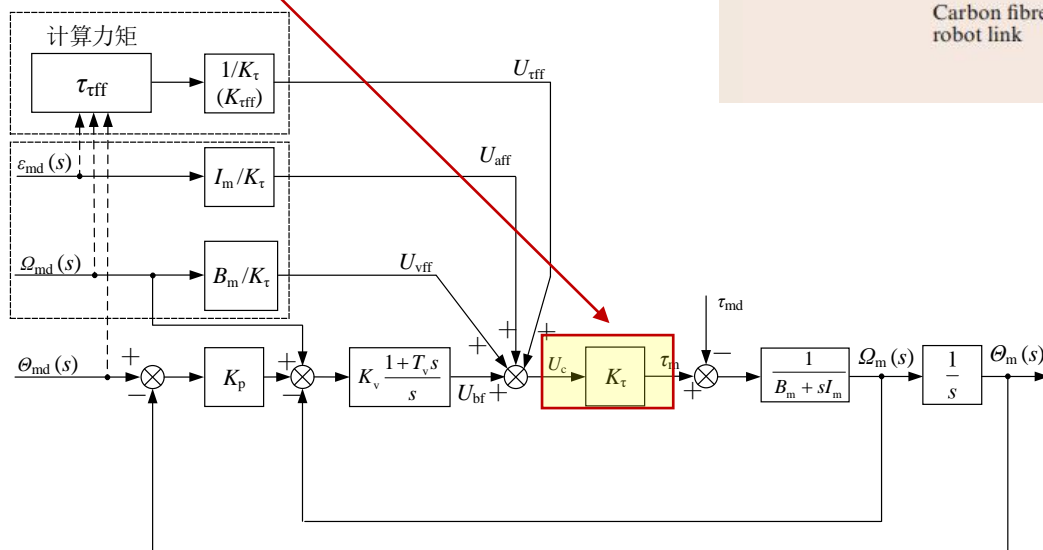 Carbon fibre
robot link
计算力矩
τ_τff
1/K_τ
(K_τff)
U_τff
ε_md(s)
I_m/K_τ
U_aff
Ω_md(s)
B_m/K_τ
U_vff
τ_md
Θ_md(s)
+
−
K_p
+
−
K_v (1+T_v s)/s
U_bf
+
+
+
+
U_c
K_τ
τ_m
+
−
1/(B_m+sI_m)
Ω_m(s)
1/s
Θ_m(s)